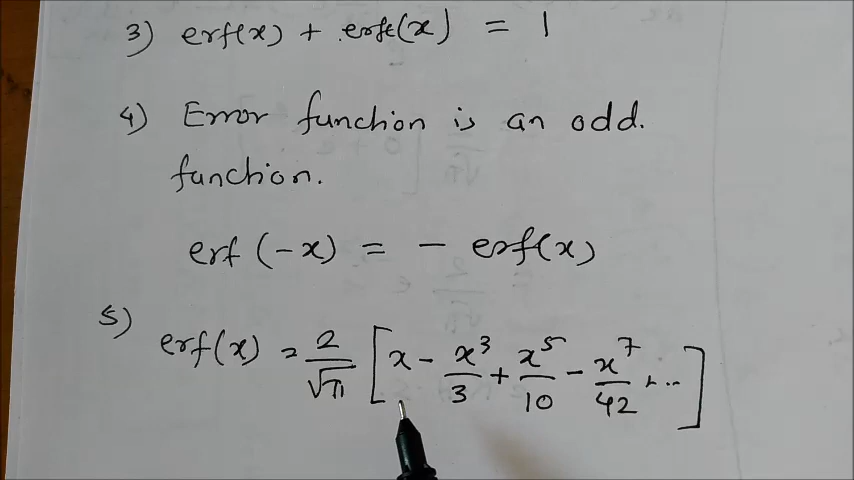 3) erf(x) + erfc(x) = 1
4) Error function is an odd.
function.
erf (-x) = - erf(x)
5) erf(x) = 2/√π [x - x³/3 + x⁵/10 - x⁷/42 + ..]